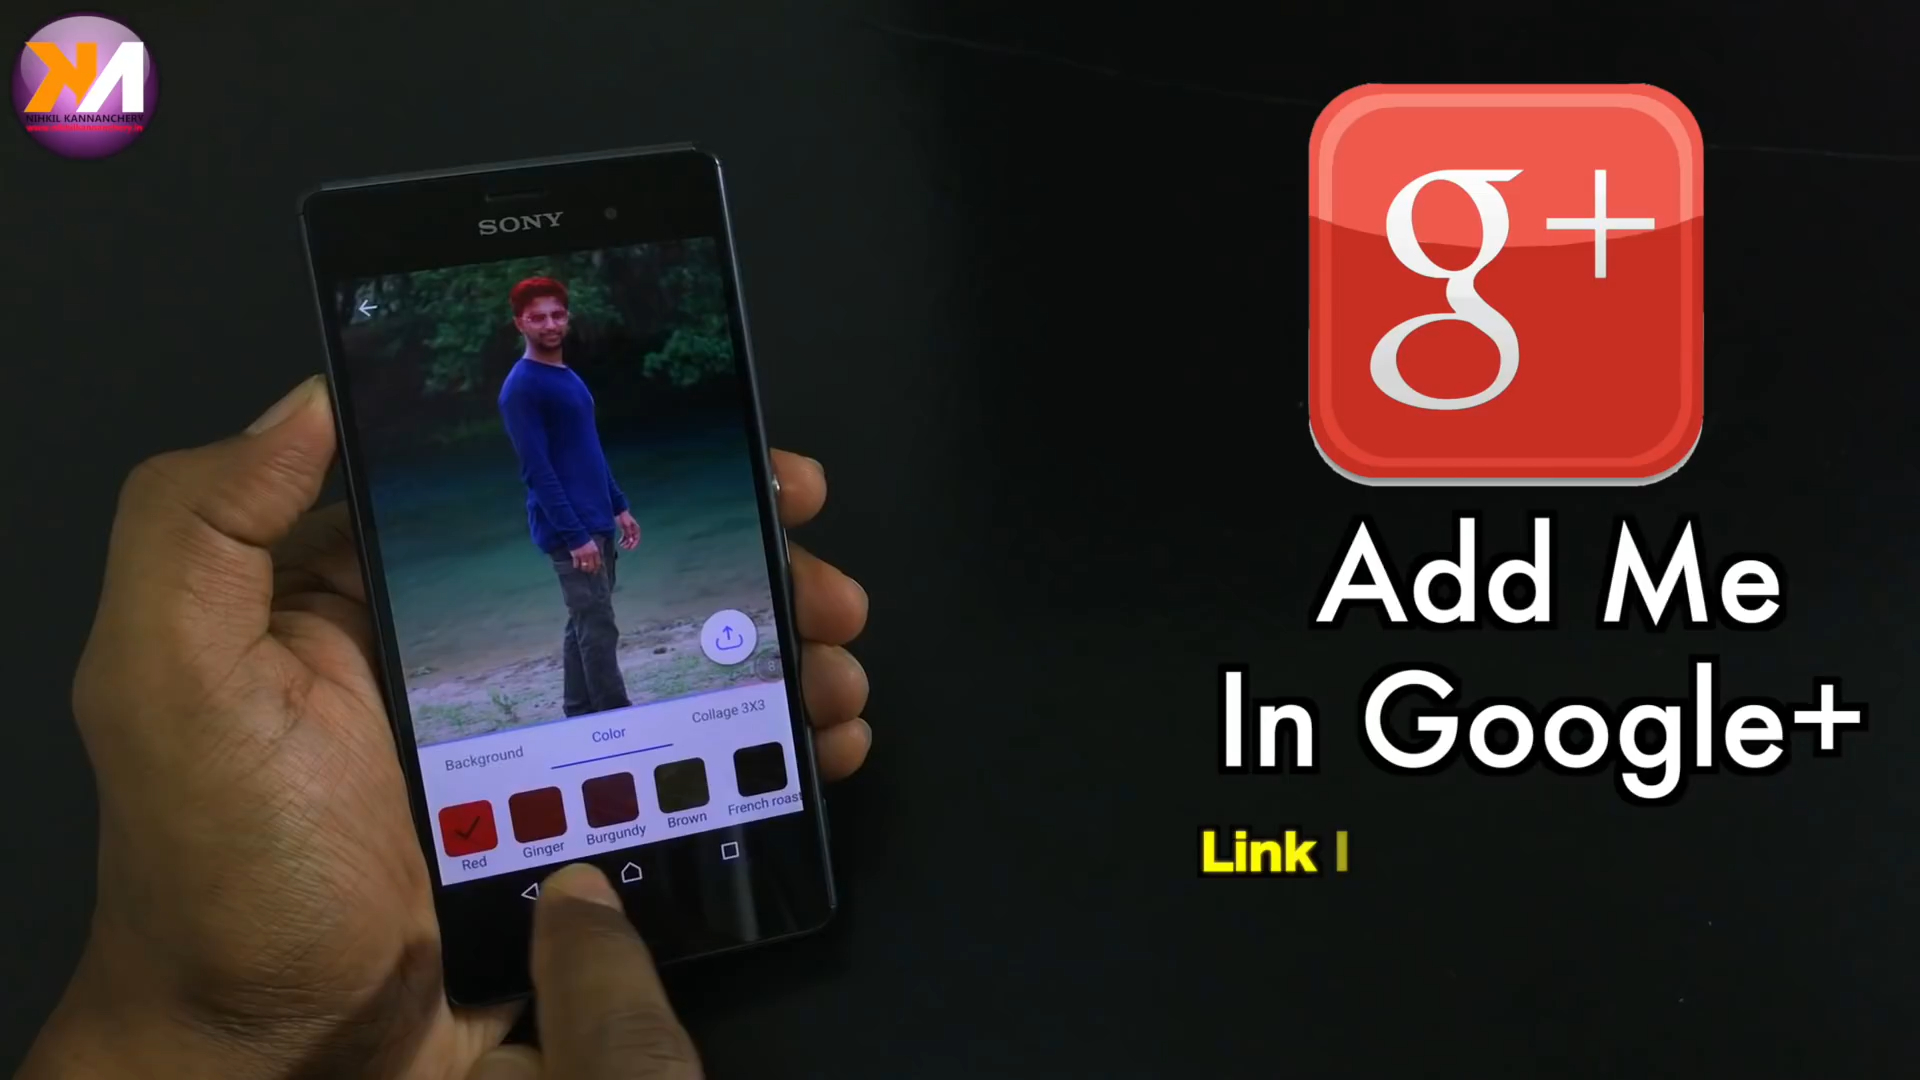 NIHKIL KANNANCHERY
SONY
g+
Add Me
In Google+
Link I
Background
Color
Collage 3X3
Red
Ginger
Burgundy
Brown
French roast